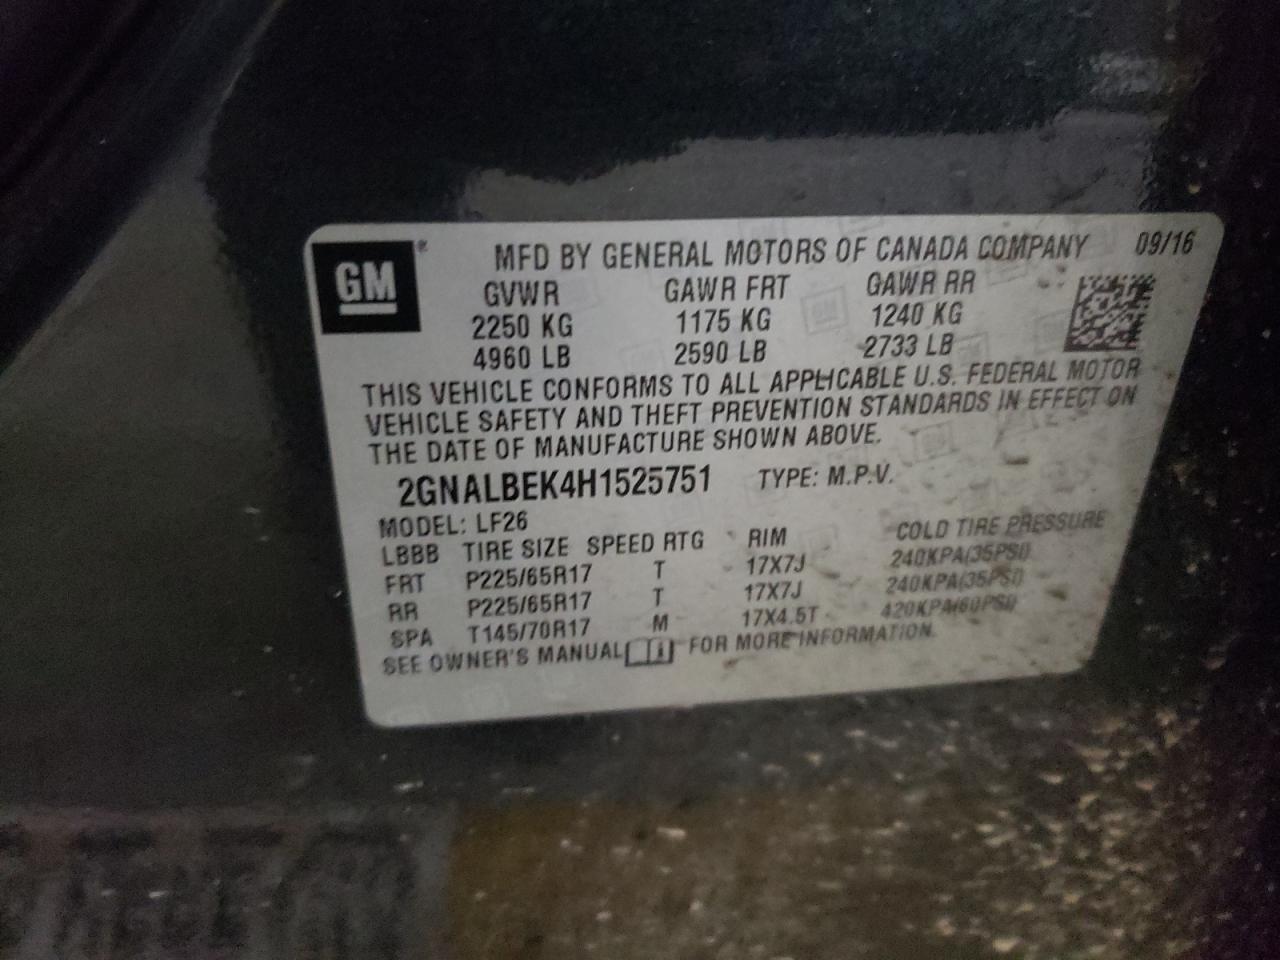 GM®
MFD BY GENERAL MOTORS OF CANADA COMPANY 09/16
GVWR GAWR FRT GAWR RR
2250 KG 1175 KG 1240 KG
4960 LB 2590 LB 2733 LB
THIS VEHICLE CONFORMS TO ALL APPLICABLE U.S. FEDERAL MOTOR
VEHICLE SAFETY AND THEFT PREVENTION STANDARDS IN EFFECT ON
THE DATE OF MANUFACTURE SHOWN ABOVE.
2GNALBEK4H1525751 TYPE: M.P.V.
MODEL: LF26
LBBB TIRE SIZE SPEED RTG RIM COLD TIRE PRESSURE
FRT P225/65R17 T 17X7J 240KPA(35PSI)
RR P225/65R17 T 17X7J 240KPA(35PSI)
SPA T145/70R17 M 17X4.5T 420KPA(60PSI)
SEE OWNER'S MANUAL FOR MORE INFORMATION.